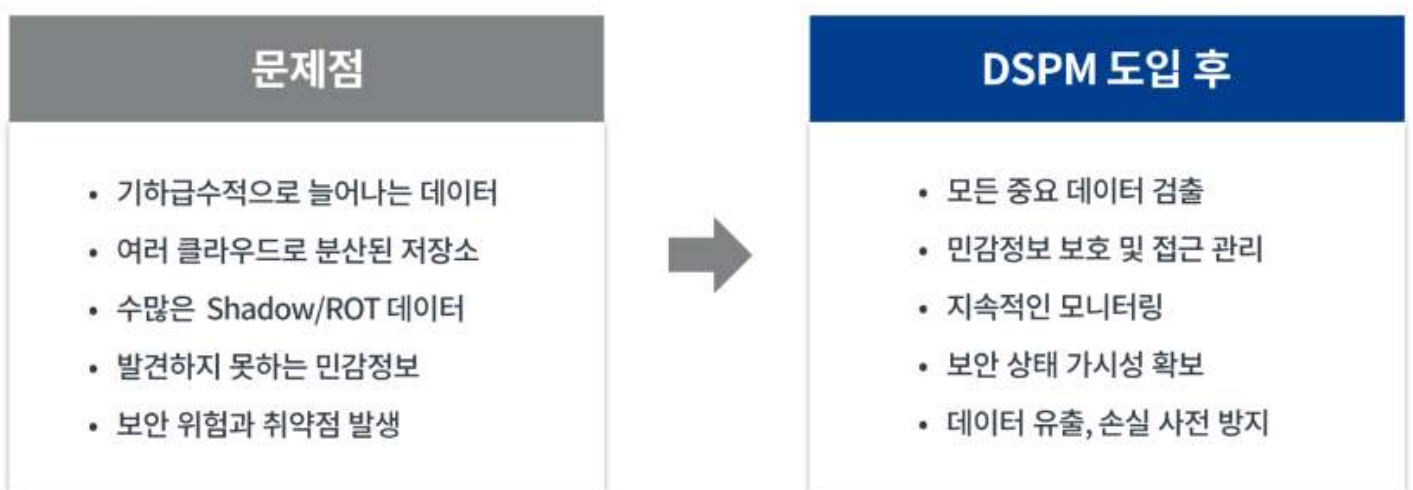 문제점
• 기하급수적으로 늘어나는 데이터
• 여러 클라우드로 분산된 저장소
• 수많은 Shadow/ROT 데이터
• 발견하지 못하는 민감정보
• 보안 위험과 취약점 발생
DSPM 도입 후
• 모든 중요 데이터 검출
• 민감정보 보호 및 접근 관리
• 지속적인 모니터링
• 보안 상태 가시성 확보
• 데이터 유출, 손실 사전 방지